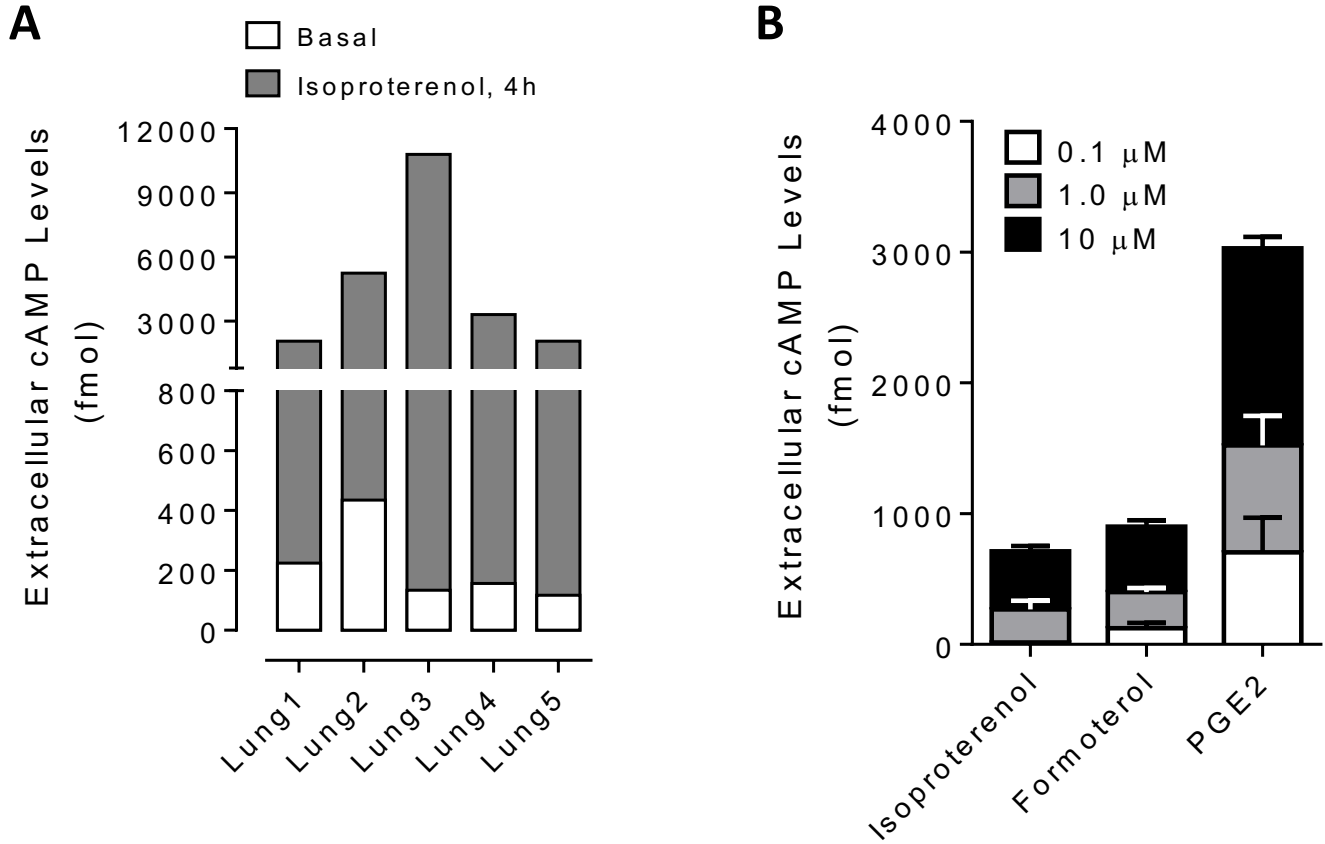 A
Basal
Isoproterenol, 4h
Extracellular cAMP Levels
(fmol)
12000
9000
6000
3000
800
600
400
200
0
Lung1
Lung2
Lung3
Lung4
Lung5
B
0.1 μM
1.0 μM
10 μM
Extracellular cAMP Levels
(fmol)
4000
3000
2000
1000
0
Isoproterenol
Formoterol
PGE2